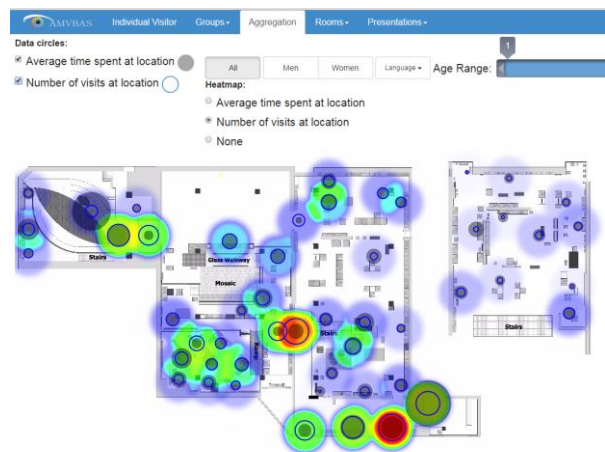 AMVBAS Individual Visitor Groups Aggregation Rooms Presentations
Data circles:
Average time spent at location
Number of visits at location
All Men Women Language Age Range: 1
Heatmap:
Average time spent at location
Number of visits at location
None
Glass Walkway
Stairs
Mosaic
Stairs
Ramp
Stairs